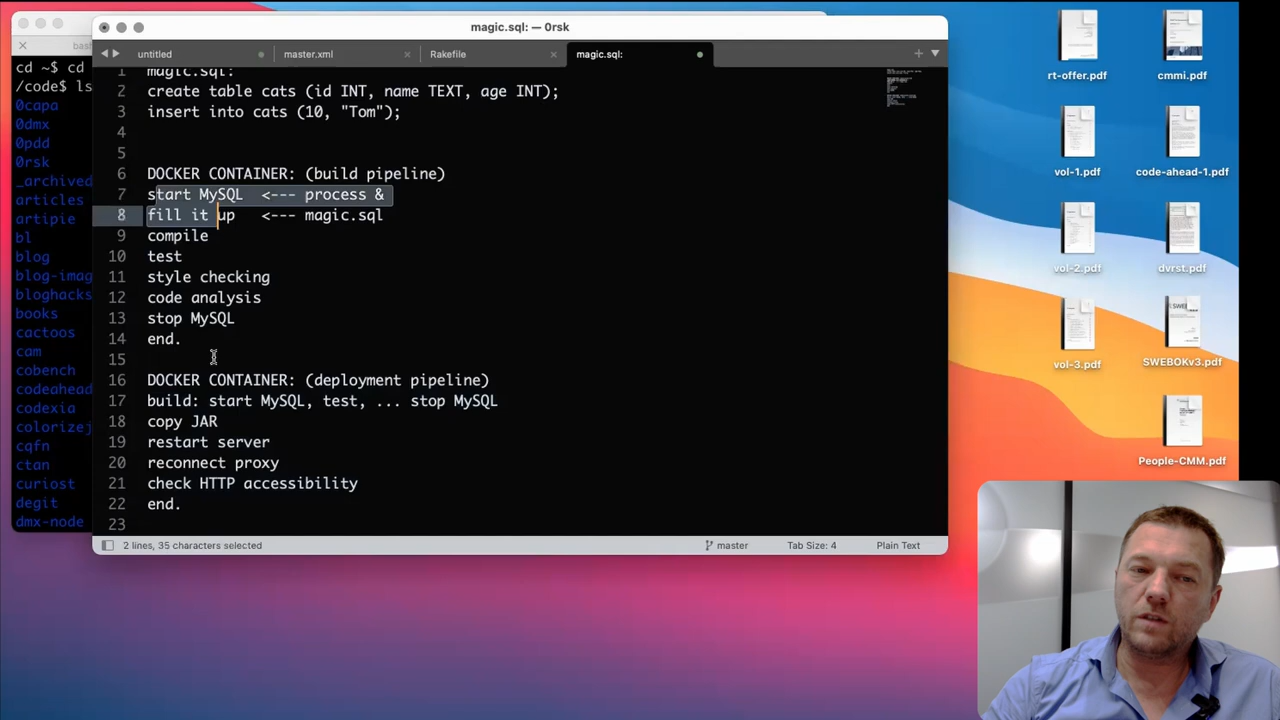 magic.sql: — 0rsk
untitled
master.xml
Rakefile
magic.sql:
cd ~$ cd
/code$ ls
0capa
0dmx
0pdd
0rsk
_archived
articles
artipie
bl
blog
blog-imag
bloghacks
books
cactoos
cam
cobench
codeahead
codexia
colorizej
cqfn
ctan
curiost
degit
dmx-node
1 magic.sql:
2 create table cats (id INT, name TEXT, age INT);
3 insert into cats (10, "Tom");
4
5
6 DOCKER CONTAINER: (build pipeline)
7 start MySQL <--- process &
8 fill it up <--- magic.sql
9 compile
10 test
11 style checking
12 code analysis
13 stop MySQL
14 end.
15
16 DOCKER CONTAINER: (deployment pipeline)
17 build: start MySQL, test, ... stop MySQL
18 copy JAR
19 restart server
20 reconnect proxy
21 check HTTP accessibility
22 end.
23
2 lines, 35 characters selected
master
Tab Size: 4
Plain Text
rt-offer.pdf
cmmi.pdf
vol-1.pdf
code-ahead-1.pdf
vol-2.pdf
dvrst.pdf
vol-3.pdf
SWEBOKv3.pdf
People-CMM.pdf